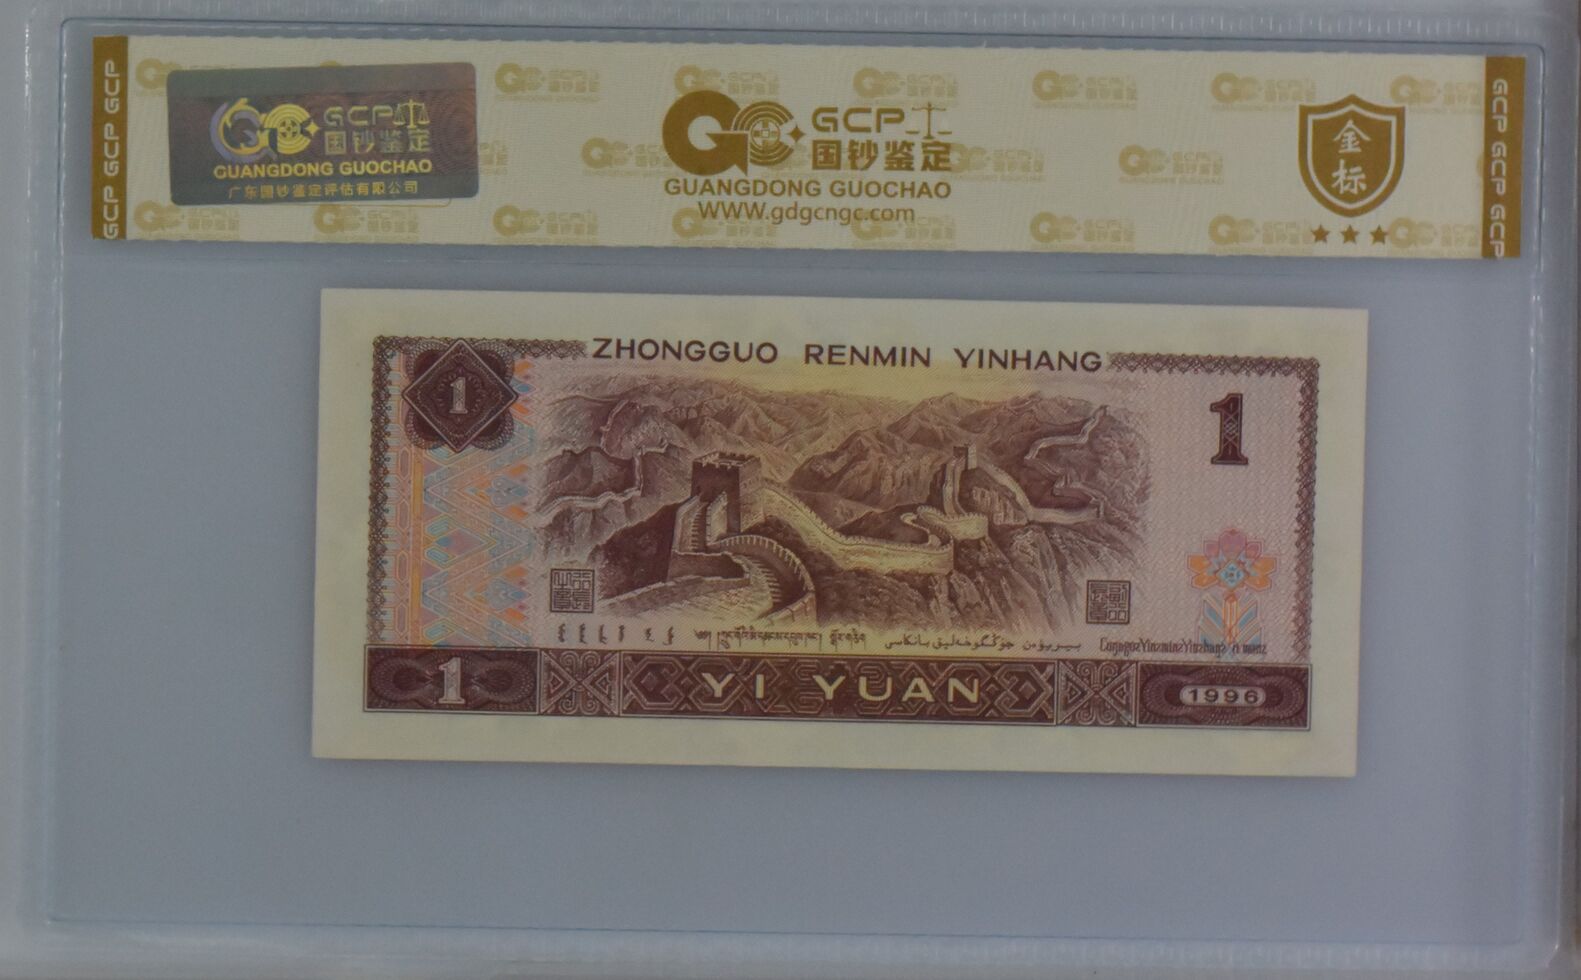 GCP GCP GCP
GCP
国钞鉴定
GUANGDONG GUOCHAO
广东国钞鉴定评估有限公司
GCP
国钞鉴定
GUANGDONG GUOCHAO
WWW.gdgcngc.com
金
标
GCP GCP GCP
ZHONGGUO RENMIN YINHANG
1
1
1
YI YUAN
1996